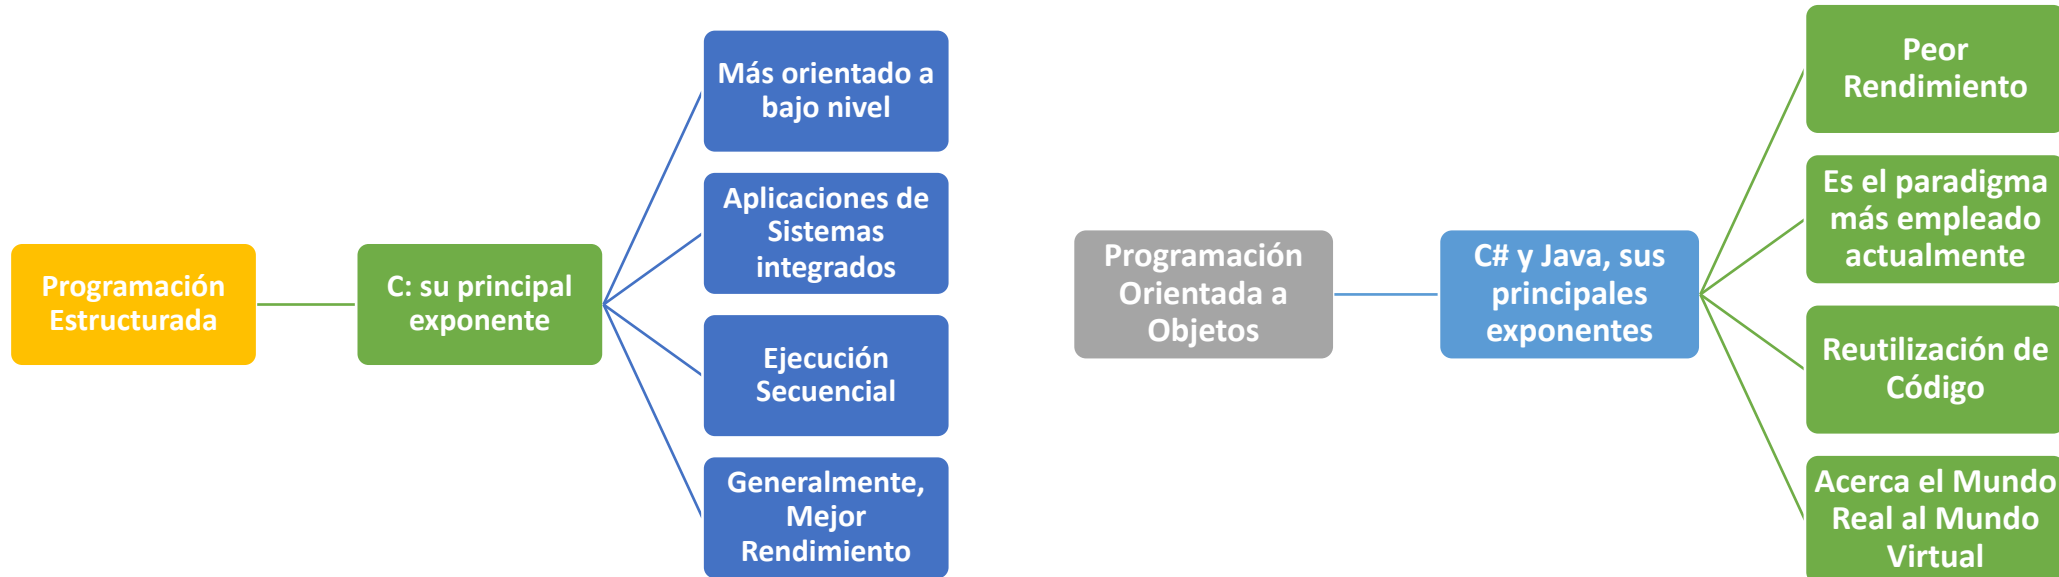 Programación
Estructurada
C: su principal
exponente
Más orientado a
bajo nivel
Aplicaciones de
Sistemas
integrados
Ejecución
Secuencial
Generalmente,
Mejor
Rendimiento
Programación
Orientada a
Objetos
C# y Java, sus
principales
exponentes
Peor
Rendimiento
Es el paradigma
más empleado
actualmente
Reutilización de
Código
Acerca el Mundo
Real al Mundo
Virtual